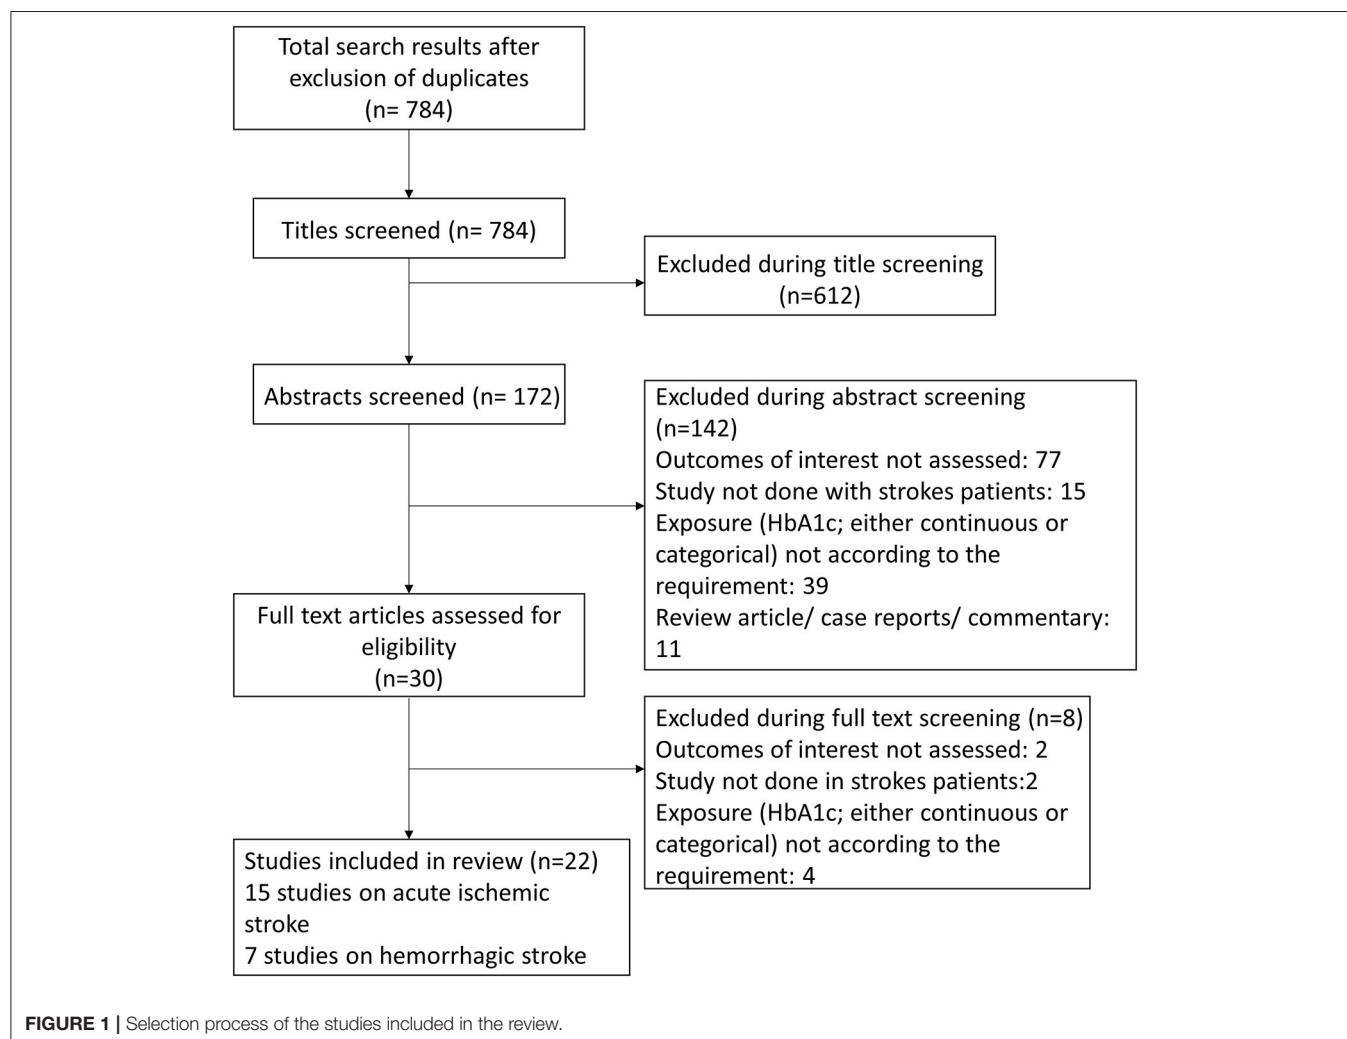 Total search results after
exclusion of duplicates
(n= 784)
Titles screened (n= 784)
Excluded during title screening
(n=612)
Abstracts screened (n= 172)
Excluded during abstract screening
(n=142)
Outcomes of interest not assessed: 77
Study not done with strokes patients: 15
Exposure (HbA1c; either continuous or
categorical) not according to the
requirement: 39
Review article/ case reports/ commentary:
11
Full text articles assessed for
eligibility
(n=30)
Excluded during full text screening (n=8)
Outcomes of interest not assessed: 2
Study not done in strokes patients:2
Exposure (HbA1c; either continuous or
categorical) not according to the
requirement: 4
Studies included in review (n=22)
15 studies on acute ischemic
stroke
7 studies on hemorrhagic stroke
FIGURE 1 | Selection process of the studies included in the review.